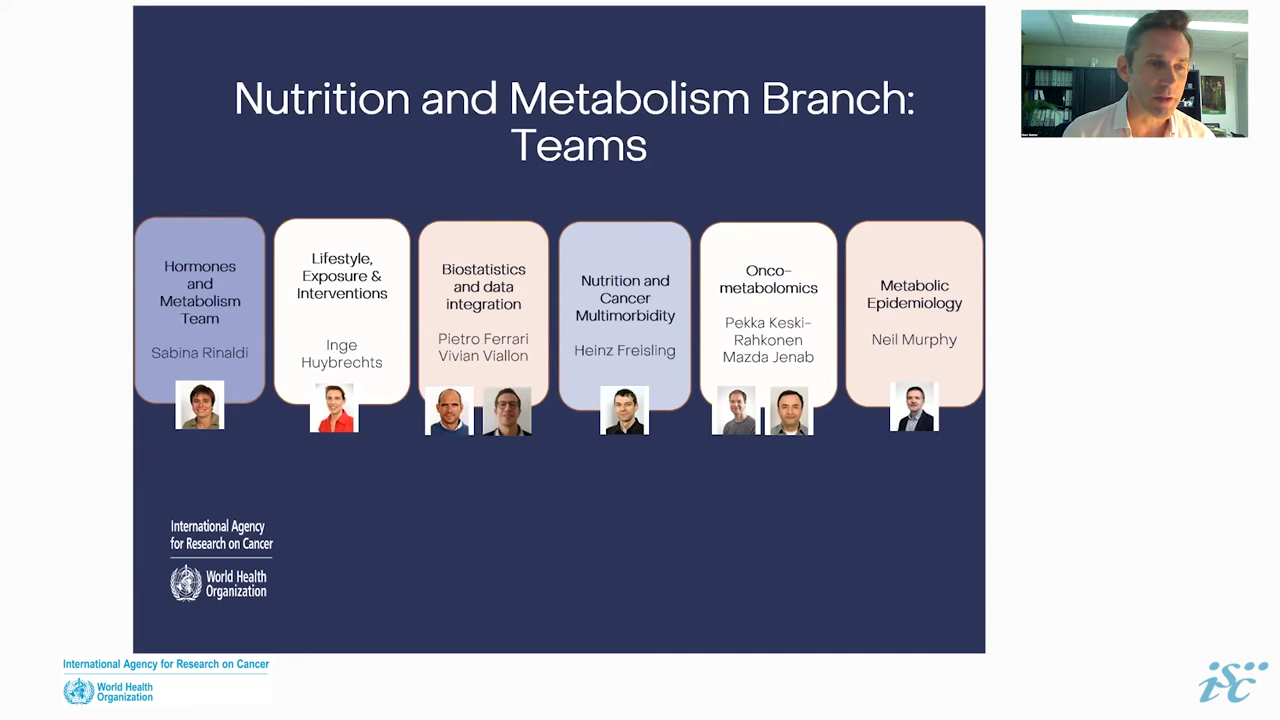 Nutrition and Metabolism Branch:
Teams
Hormones
and
Metabolism
Team
Sabina Rinaldi
Lifestyle,
Exposure &
Interventions
Inge
Huybrechts
Biostatistics
and data
integration
Pietro Ferrari
Vivian Viallon
Nutrition and
Cancer
Multimorbidity
Heinz Freisling
Onco-
metabolomics
Pekka Keski-
Rahkonen
Mazda Jenab
Metabolic
Epidemiology
Neil Murphy
International Agency
for Research on Cancer
World Health
Organization
International Agency for Research on Cancer
World Health
Organization
isc